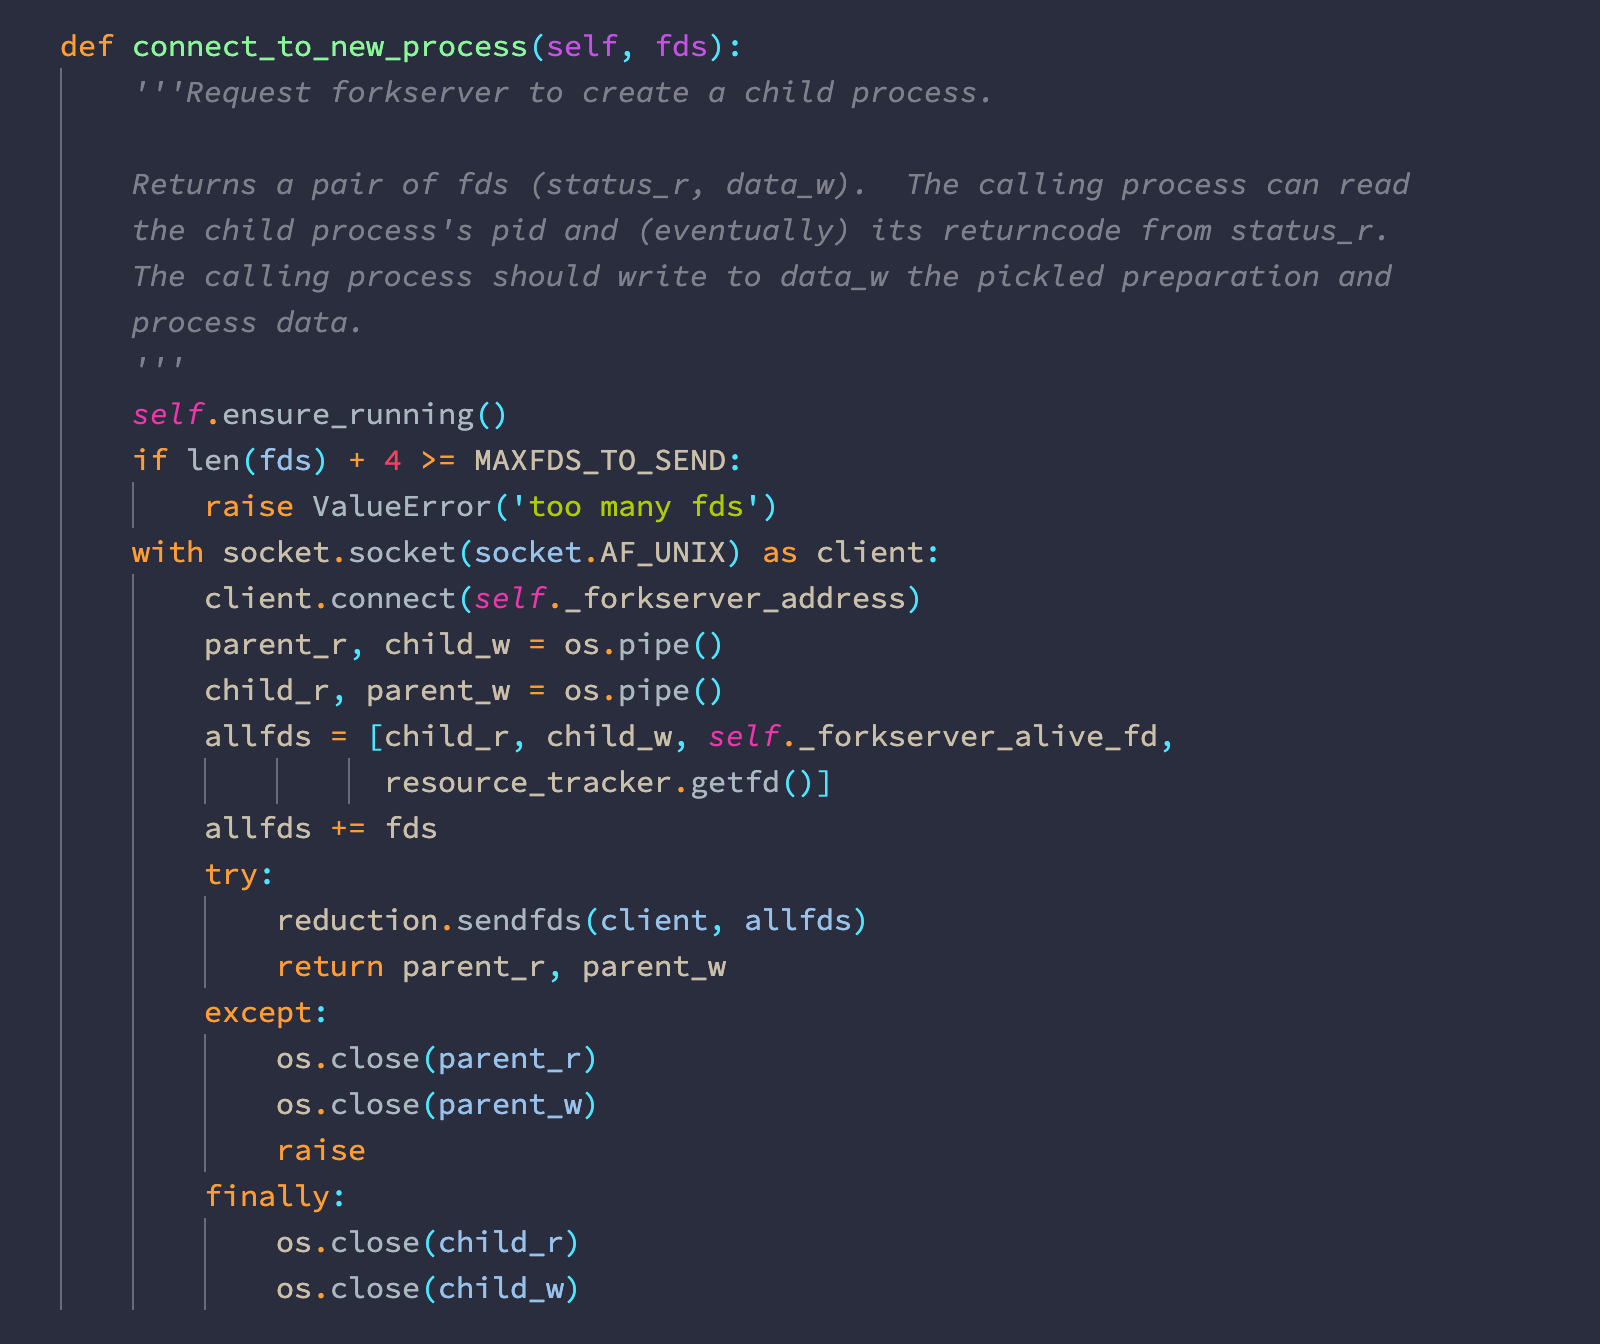 def connect_to_new_process(self, fds):
    '''Request forkserver to create a child process.

    Returns a pair of fds (status_r, data_w).  The calling process can read
    the child process's pid and (eventually) its returncode from status_r.
    The calling process should write to data_w the pickled preparation and
    process data.
    '''
    self.ensure_running()
    if len(fds) + 4 >= MAXFDS_TO_SEND:
        raise ValueError('too many fds')
    with socket.socket(socket.AF_UNIX) as client:
        client.connect(self._forkserver_address)
        parent_r, child_w = os.pipe()
        child_r, parent_w = os.pipe()
        allfds = [child_r, child_w, self._forkserver_alive_fd,
                  resource_tracker.getfd()]
        allfds += fds
        try:
            reduction.sendfds(client, allfds)
            return parent_r, parent_w
        except:
            os.close(parent_r)
            os.close(parent_w)
            raise
        finally:
            os.close(child_r)
            os.close(child_w)